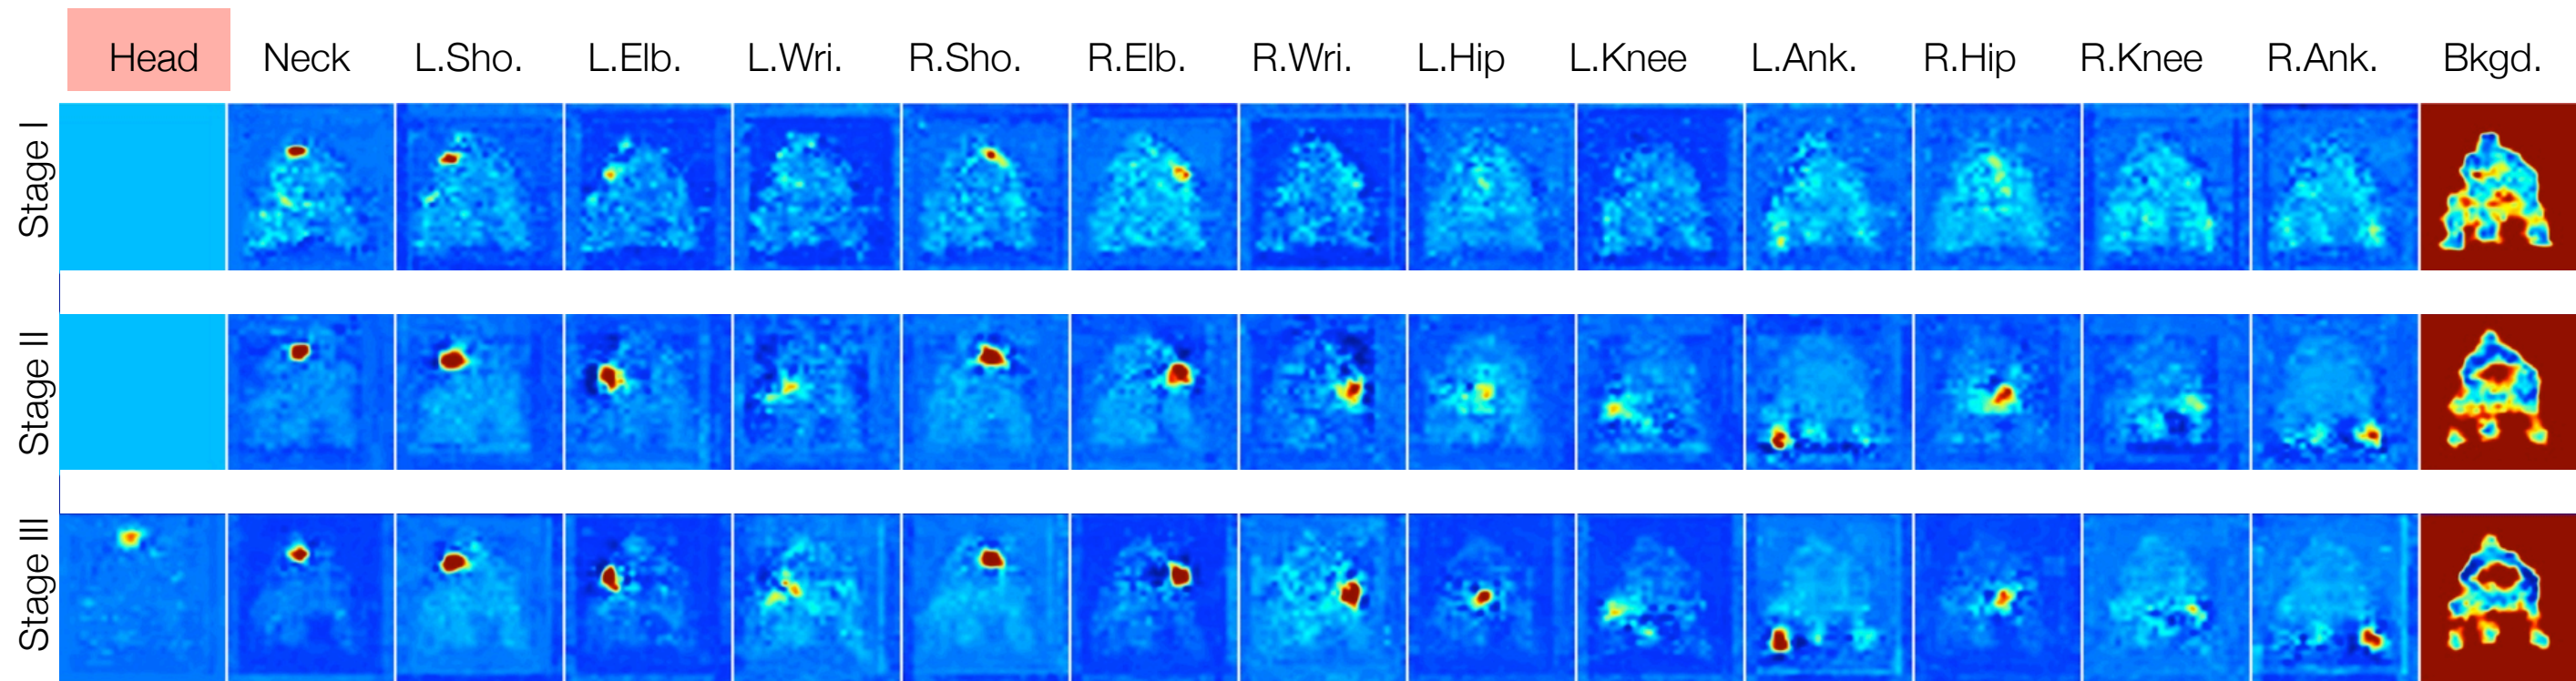 Head Neck L.Sho. L.Elb. L.Wri. R.Sho. R.Elb. R.Wri. L.Hip L.Knee L.Ank. R.Hip R.Knee R.Ank. Bkgd.
Stage I
Stage II
Stage III